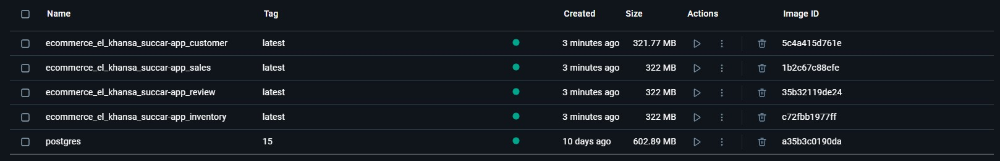 Name Tag Created Size Actions Image ID
ecommerce_el_khansa_succar-app_customer latest 3 minutes ago 321.77 MB 5c4a415d761e
ecommerce_el_khansa_succar-app_sales latest 3 minutes ago 322 MB 1b2c67c88efe
ecommerce_el_khansa_succar-app_review latest 3 minutes ago 322 MB 35b32119de24
ecommerce_el_khansa_succar-app_inventory latest 3 minutes ago 322 MB c72fbb1977ff
postgres 15 10 days ago 602.89 MB a35b3c0190da